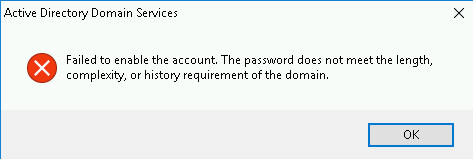 Active Directory Domain Services
Failed to enable the account. The password does not meet the length,
complexity, or history requirement of the domain.
OK